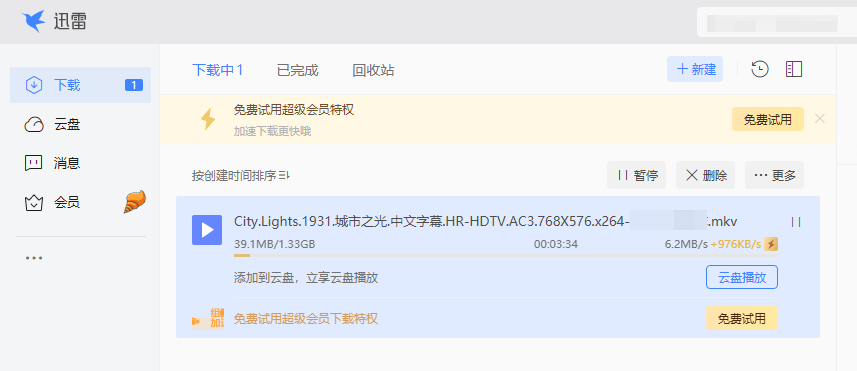 迅雷
下载 1
云盘
消息
会员
下载中 1 已完成 回收站 新建
免费试用超级会员特权
加速下载更快哦
免费试用
按创建时间排序 暂停 删除 更多
City.Lights.1931.城市之光.中文字幕.HR-HDTV.AC3.768X576.x264- .mkv
39.1MB/1.33GB 00:03:34 6.2MB/s +976KB/s
添加到云盘，立享云盘播放 云盘播放
免费试用超级会员下载特权 免费试用